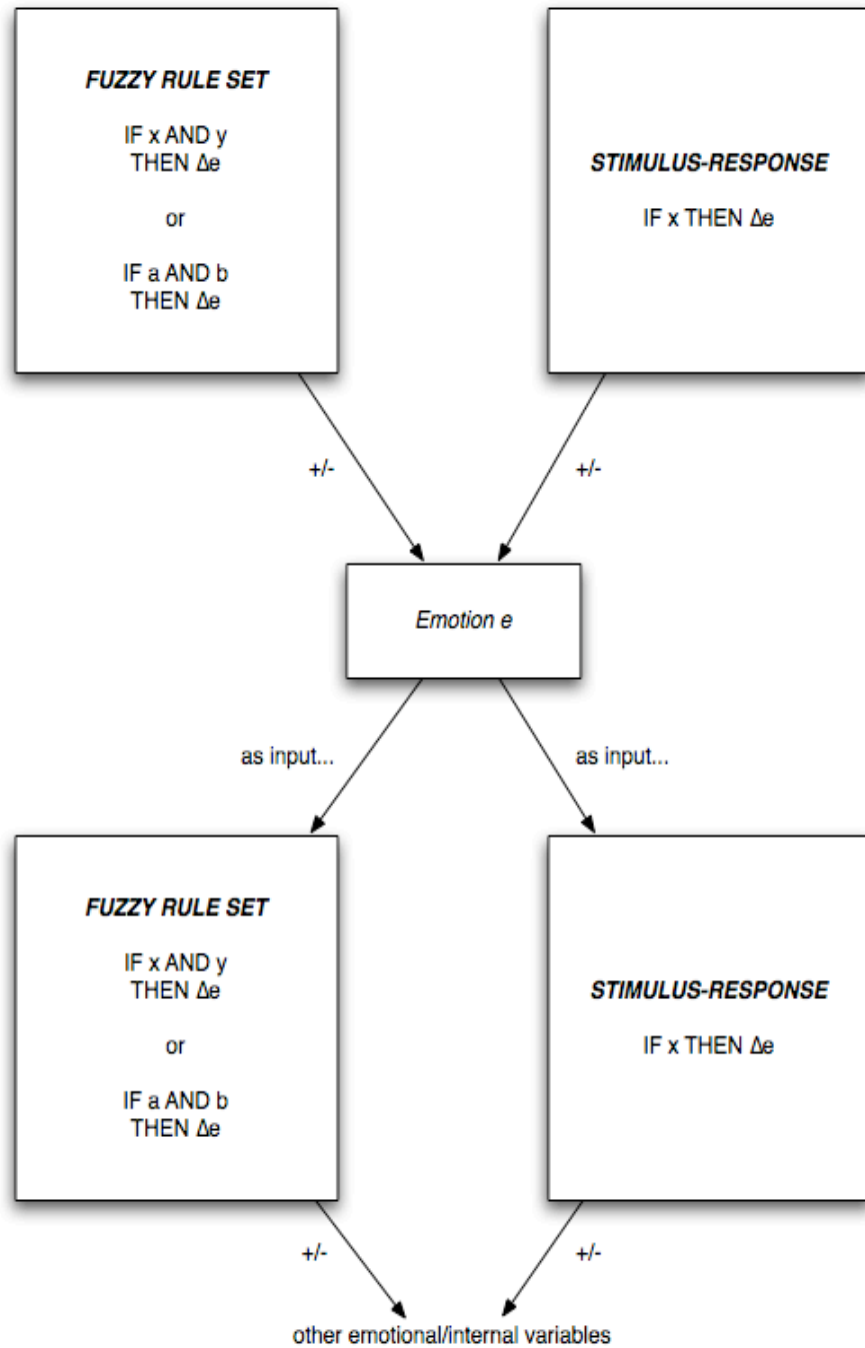 FUZZY RULE SET
IF x AND y
THEN Δe
or
IF a AND b
THEN Δe
STIMULUS-RESPONSE
IF x THEN Δe
+/-
+/-
Emotion e
as input...
as input...
FUZZY RULE SET
IF x AND y
THEN Δe
or
IF a AND b
THEN Δe
STIMULUS-RESPONSE
IF x THEN Δe
+/-
+/-
other emotional/internal variables